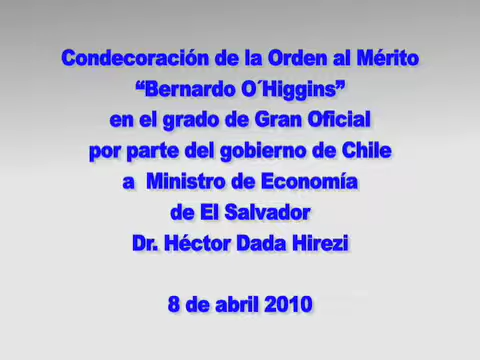 Condecoración de la Orden al Mérito
“Bernardo O´Higgins”
en el grado de Gran Oficial
por parte del gobierno de Chile
a Ministro de Economía
de El Salvador
Dr. Héctor Dada Hirezi
8 de abril 2010